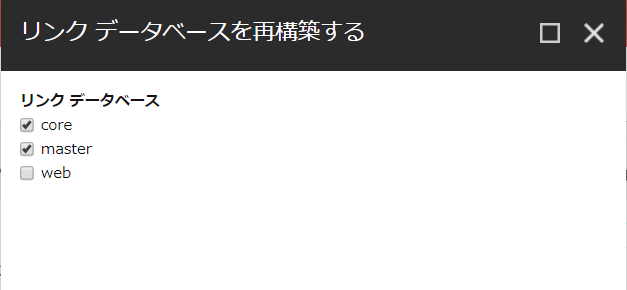 リンク データベースを再構築する
リンク データベース
core
master
web